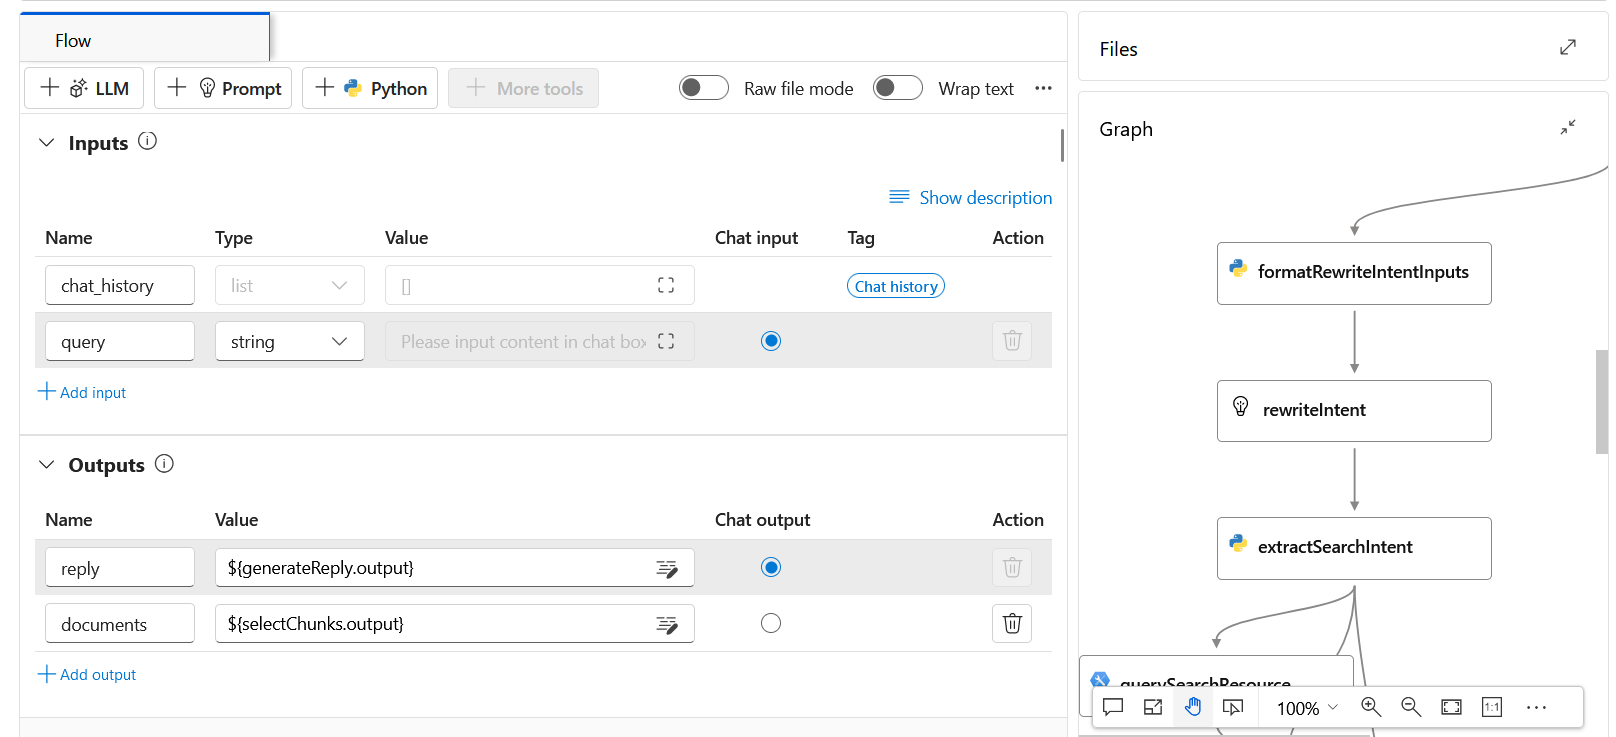 Flow
LLM
Prompt
Python
More tools
Raw file mode
Wrap text
Inputs
Show description
Name Type Value Chat input Tag Action
chat_history list [] Chat history
query string Please input content in chat box
Add input
Outputs
Name Value Chat output Action
reply ${generateReply.output}
documents ${selectChunks.output}
Add output
Files
Graph
formatRewriteIntentInputs
rewriteIntent
extractSearchIntent
querySearchResource
100%
1:1